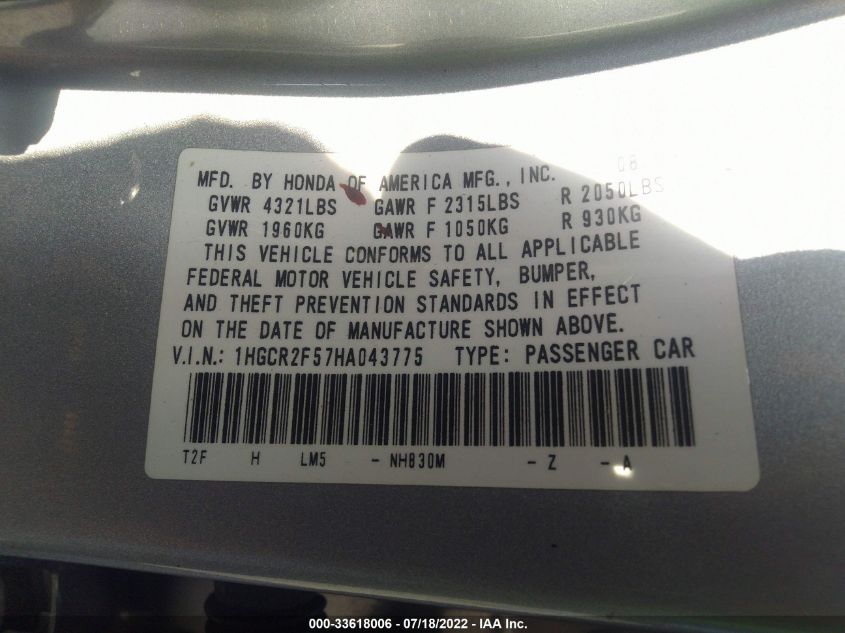 08
MFD. BY HONDA OF AMERICA MFG., INC.
GVWR 4321LBS GAWR F 2315LBS R 2050LBS
GVWR 1960KG GAWR F 1050KG R 930KG
THIS VEHICLE CONFORMS TO ALL APPLICABLE
FEDERAL MOTOR VEHICLE SAFETY, BUMPER,
AND THEFT PREVENTION STANDARDS IN EFFECT
ON THE DATE OF MANUFACTURE SHOWN ABOVE.
V.I.N.: 1HGCR2F57HA043775 TYPE: PASSENGER CAR
T2F H LM5 - NH830M - Z - A
000-33618006 - 07/18/2022 - IAA Inc.